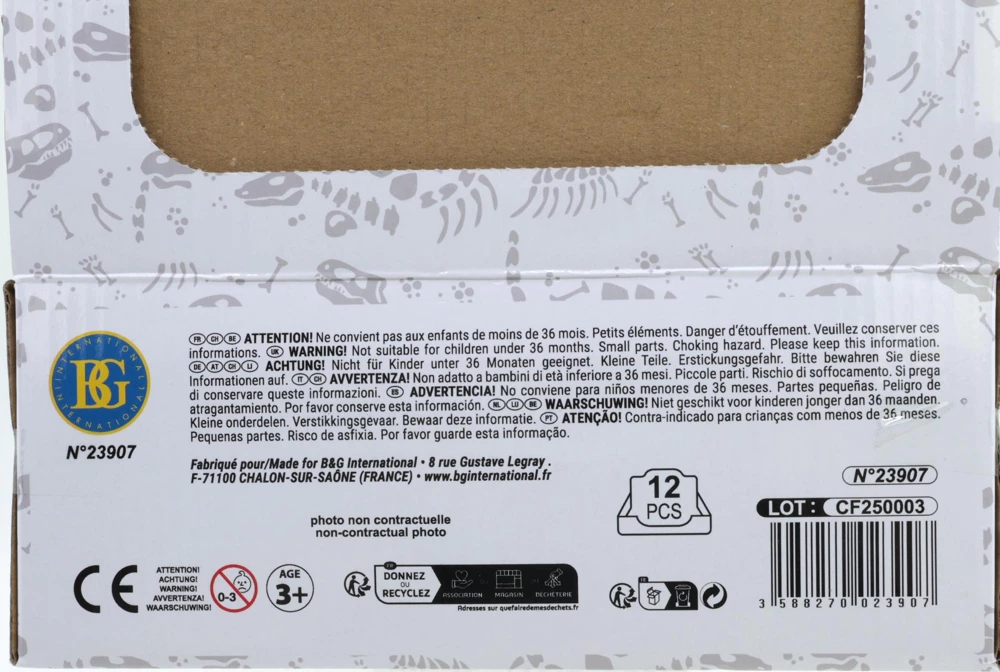 INTERNATIONAL
BG
INTERNATIONAL
N°23907
FR CH BE ATTENTION! Ne convient pas aux enfants de moins de 36 mois. Petits éléments. Danger d'étouffement. Veuillez conserver ces
informations. UK WARNING! Not suitable for children under 36 months. Small parts. Choking hazard. Please keep this information.
DE AT CH LI ACHTUNG! Nicht für Kinder unter 36 Monaten geeignet. Kleine Teile. Erstickungsgefahr. Bitte bewahren Sie diese
Informationen auf. IT CH AVVERTENZA! Non adatto a bambini di età inferiore a 36 mesi. Piccole parti. Rischio di soffocamento. Si prega
di conservare queste informazioni. ES ADVERTENCIA! No conviene para niños menores de 36 meses. Partes pequeñas. Peligro de
atragantamiento. Por favor conserve esta información. NL LU BE WAARSCHUWING! Niet geschikt voor kinderen jonger dan 36 maanden.
Kleine onderdelen. Verstikkingsgevaar. Bewaar deze informatie. PT ATENÇÃO! Contra-indicado para crianças com menos de 36 meses.
Pequenas partes. Risco de asfixia. Por favor guarde esta informação.
Fabriqué pour/Made for B&G International • 8 rue Gustave Legray .
F-71100 CHALON-SUR-SAÔNE (FRANCE) • www.bginternational.fr
12
PCS
N°23907
LOT : CF250003
photo non contractuelle
non-contractual photo
CE
ATTENTION!
ACHTUNG!
WARNING!
AVVERTENZA!
WAARSCHUWING!
0-3
AGE
3+
FR
DONNEZ
OU
RECYCLEZ
ASSOCIATION
MAGASIN
DÉCHÈTERIE
Adresses sur quefairedemesdechets.fr
3 588270 023907